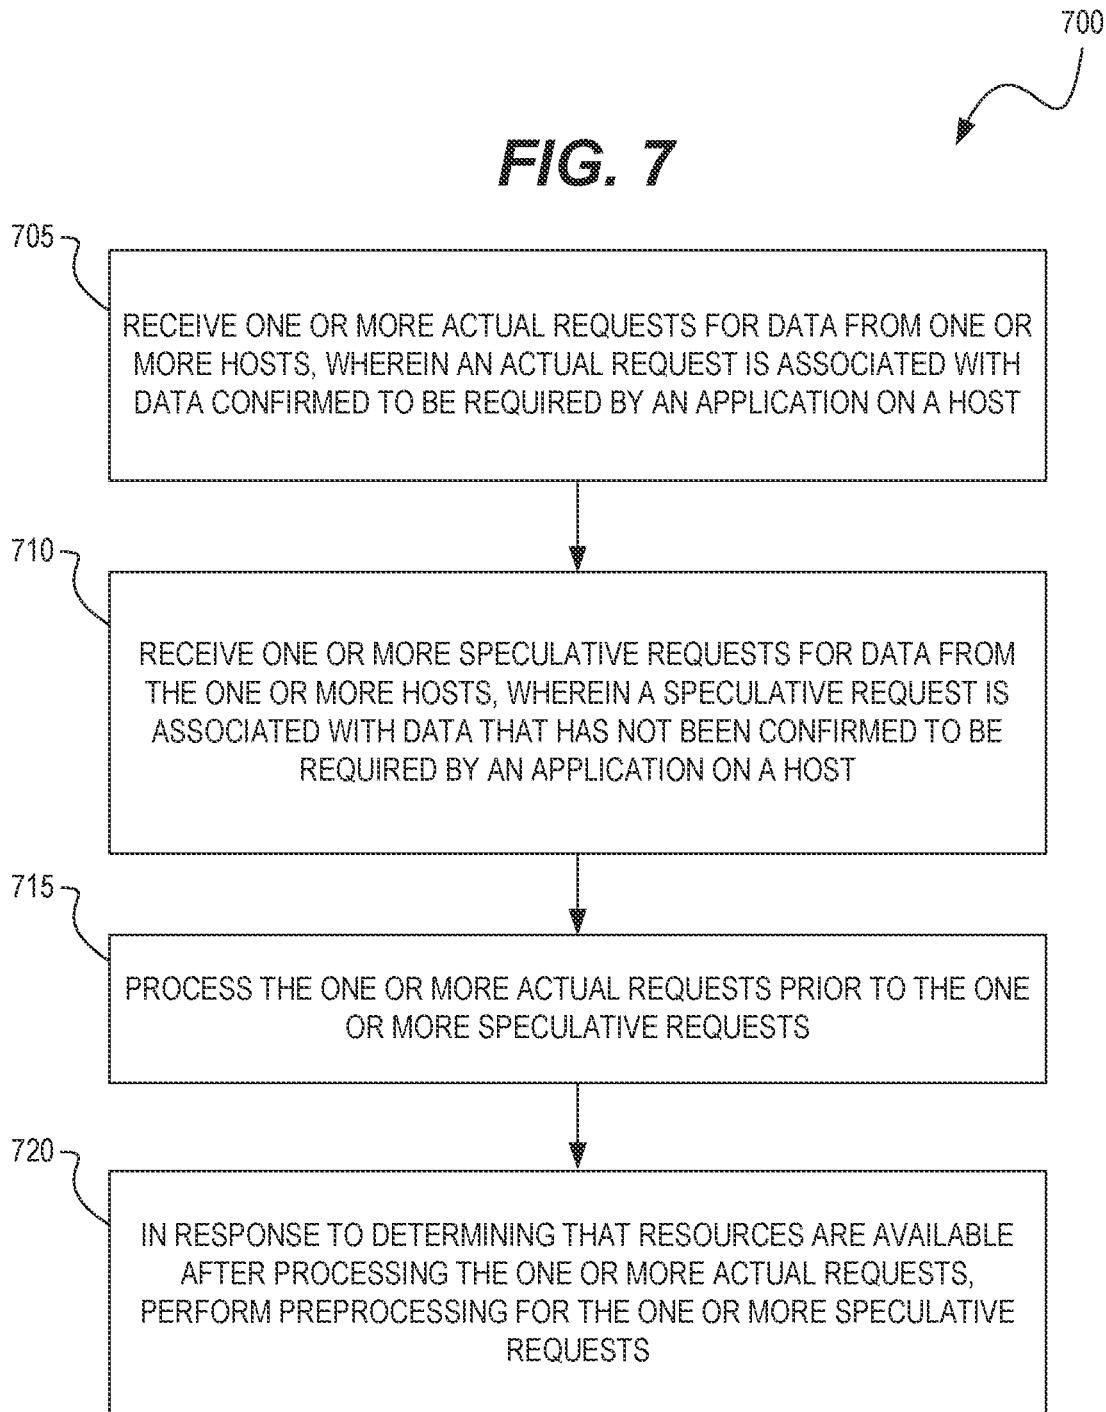 700
FIG. 7
705
RECEIVE ONE OR MORE ACTUAL REQUESTS FOR DATA FROM ONE OR
MORE HOSTS, WHEREIN AN ACTUAL REQUEST IS ASSOCIATED WITH
DATA CONFIRMED TO BE REQUIRED BY AN APPLICATION ON A HOST
710
RECEIVE ONE OR MORE SPECULATIVE REQUESTS FOR DATA FROM
THE ONE OR MORE HOSTS, WHEREIN A SPECULATIVE REQUEST IS
ASSOCIATED WITH DATA THAT HAS NOT BEEN CONFIRMED TO BE
REQUIRED BY AN APPLICATION ON A HOST
715
PROCESS THE ONE OR MORE ACTUAL REQUESTS PRIOR TO THE ONE
OR MORE SPECULATIVE REQUESTS
720
IN RESPONSE TO DETERMINING THAT RESOURCES ARE AVAILABLE
AFTER PROCESSING THE ONE OR MORE ACTUAL REQUESTS,
PERFORM PREPROCESSING FOR THE ONE OR MORE SPECULATIVE
REQUESTS